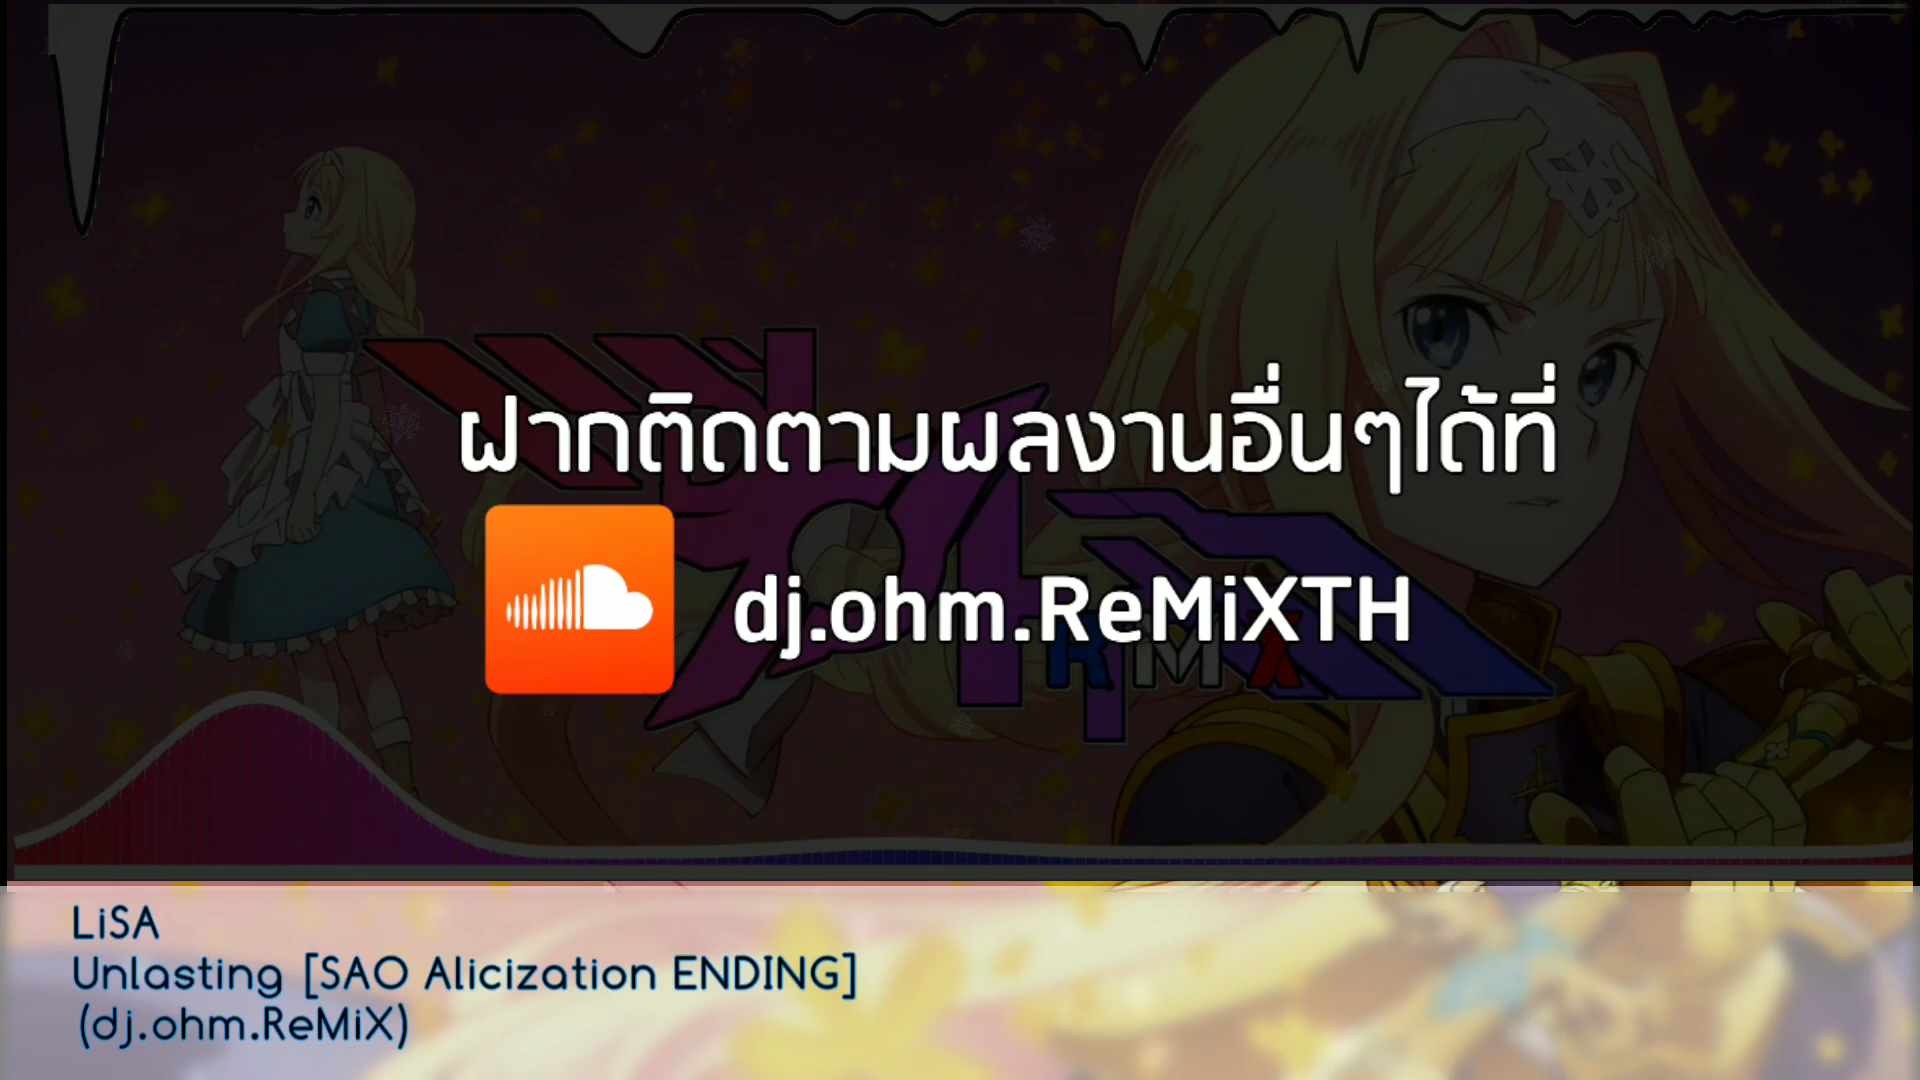 ฝากติดตามผลงานอื่นๆได้ที่
dj.ohm.ReMiXTH
RMX
LiSA
Unlasting [SAO Alicization ENDING]
(dj.ohm.ReMiX)